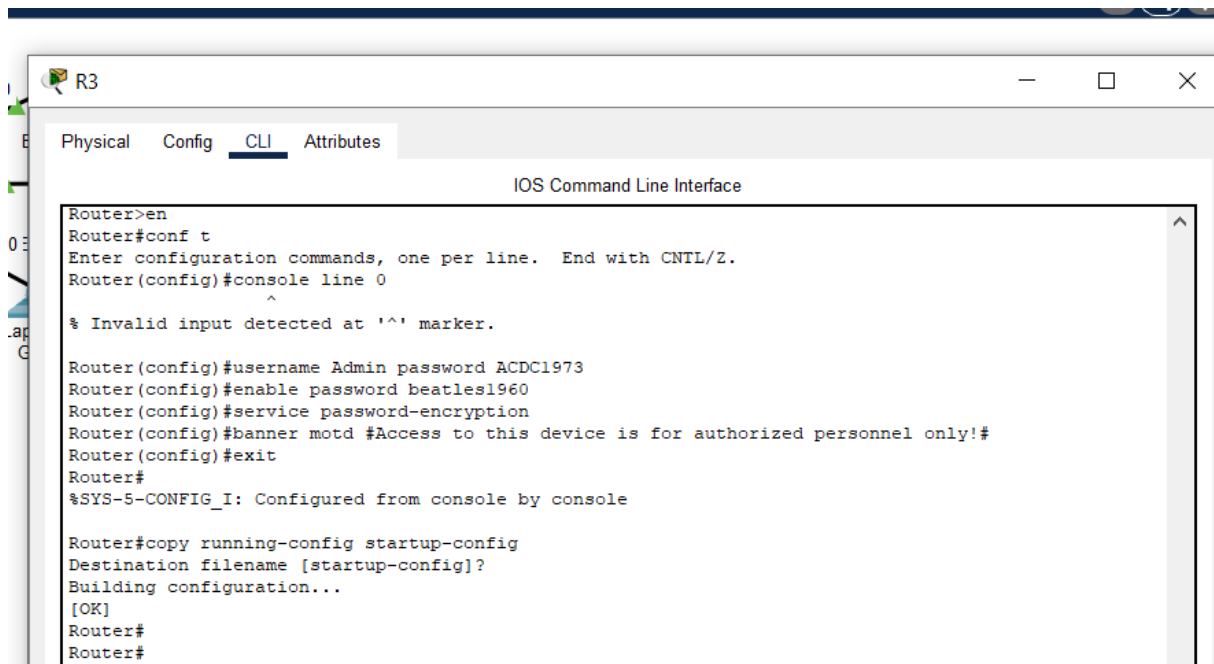 R3
Physical Config CLI Attributes
IOS Command Line Interface
Router>en
Router#conf t
Enter configuration commands, one per line.  End with CNTL/Z.
Router(config)#console line 0
^
% Invalid input detected at '^' marker.
Router(config)#username Admin password ACDC1973
Router(config)#enable password beatles1960
Router(config)#service password-encryption
Router(config)#banner motd #Access to this device is for authorized personnel only!#
Router(config)#exit
Router#
%SYS-5-CONFIG_I: Configured from console by console
Router#copy running-config startup-config
Destination filename [startup-config]?
Building configuration...
[OK]
Router#
Router#